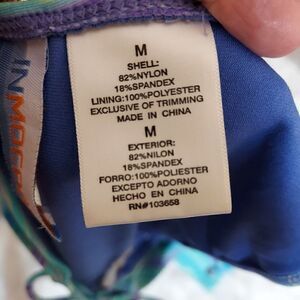 M
SHELL:
82%NYLON
18%SPANDEX
LINING:100%POLYESTER
EXCLUSIVE OF TRIMMING
MADE IN CHINA
M
EXTERIOR:
82%NILON
18%SPANDEX
FORRO:100%POLIESTER
EXCEPTO ADORNO
HECHO EN CHINA
RN#103658